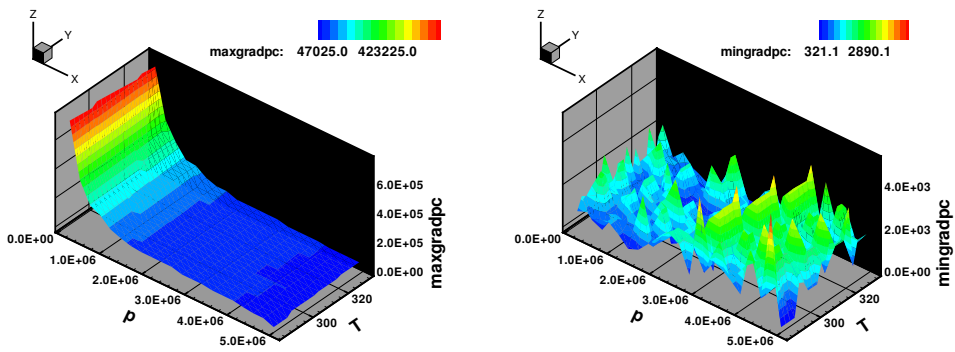 Z
Y
X
maxgradpc: 47025.0 423225.0
6.0E+05
4.0E+05
2.0E+05
0.0E+00
maxgradpc
0.0E+00
1.0E+06
2.0E+06
3.0E+06
4.0E+06
5.0E+06
p
300
320
T
Z
Y
X
mingradpc: 321.1 2890.1
4.0E+03
2.0E+03
0.0E+00
mingradpc
0.0E+00
1.0E+06
2.0E+06
3.0E+06
4.0E+06
5.0E+06
p
300
320
T